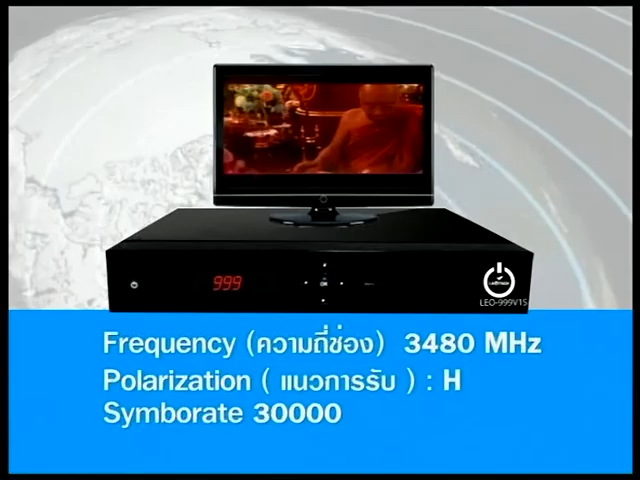 999
OK
LEO-999V1S
Frequency (ความถี่ช่อง) 3480 MHz
Polarization ( แนวการรับ ) : H
Symborate 30000